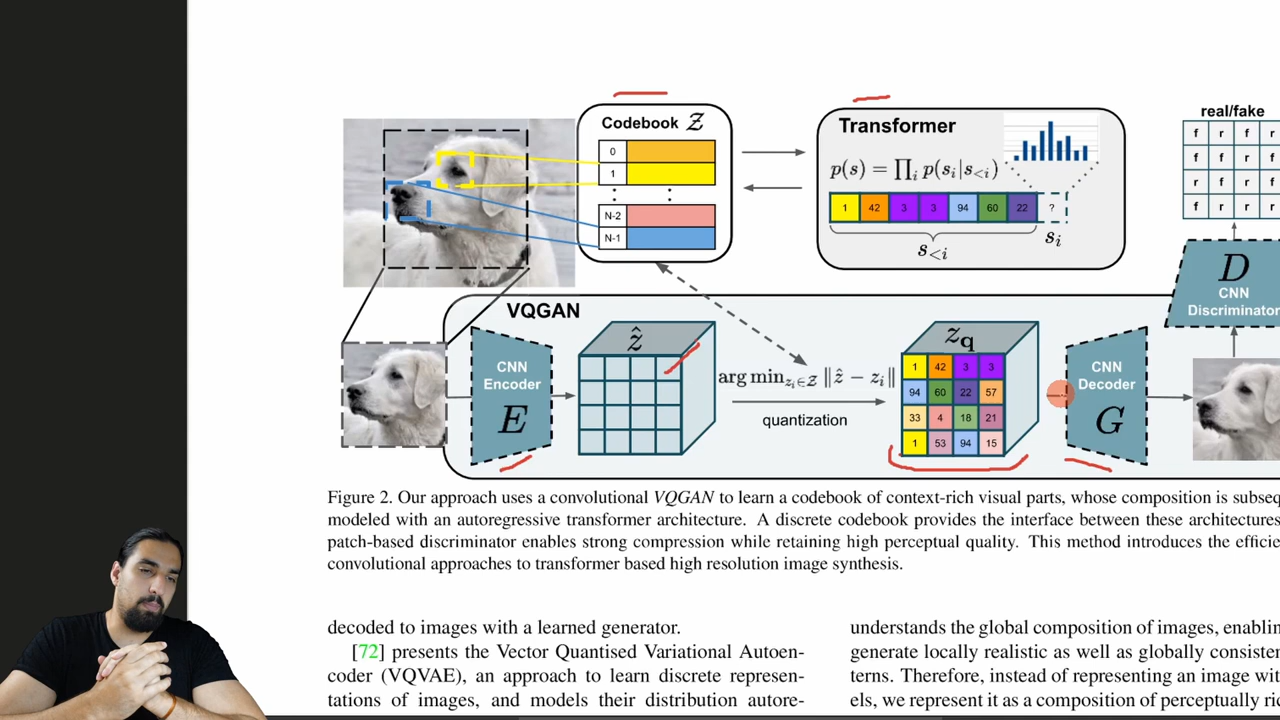 real/fake
Codebook Z
Transformer
f r f r
0
p(s) = ∏i p(si|s<i)
f f f r
1
r r f r
: :
1 42 3 3 94 60 22 ?
N-2
f r f f
N-1
s<i
si
D
CNN
Discriminator
VQGAN
ẑ
zq
CNN
Encoder
E
arg min zi∈Z ‖ẑ − zi‖
quantization
1 42 3 3
94 60 22 57
33 4 18 21
1 53 94 15
CNN
Decoder
G
Figure 2. Our approach uses a convolutional VQGAN to learn a codebook of context-rich visual parts, whose composition is subseq
modeled with an autoregressive transformer architecture. A discrete codebook provides the interface between these architectures
patch-based discriminator enables strong compression while retaining high perceptual quality. This method introduces the efficie
convolutional approaches to transformer based high resolution image synthesis.
decoded to images with a learned generator.
[72] presents the Vector Quantised Variational Autoen-
coder (VQVAE), an approach to learn discrete represen-
tations of images, and models their distribution autore-
understands the global composition of images, enablin
generate locally realistic as well as globally consisten
terns. Therefore, instead of representing an image wit
els, we represent it as a composition of perceptually ri